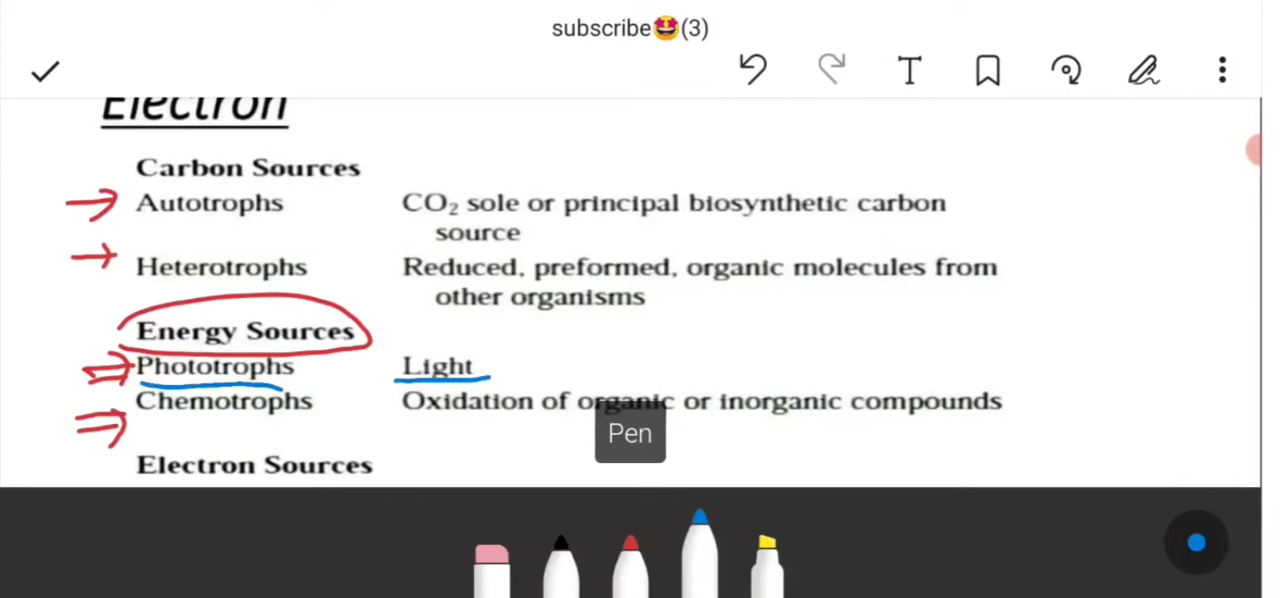 subscribe🤩(3)
Electron
Carbon Sources
Autotrophs CO₂ sole or principal biosynthetic carbon
source
Heterotrophs Reduced, preformed, organic molecules from
other organisms
Energy Sources
Phototrophs Light
Chemotrophs Oxidation of organic or inorganic compounds
Pen
Electron Sources